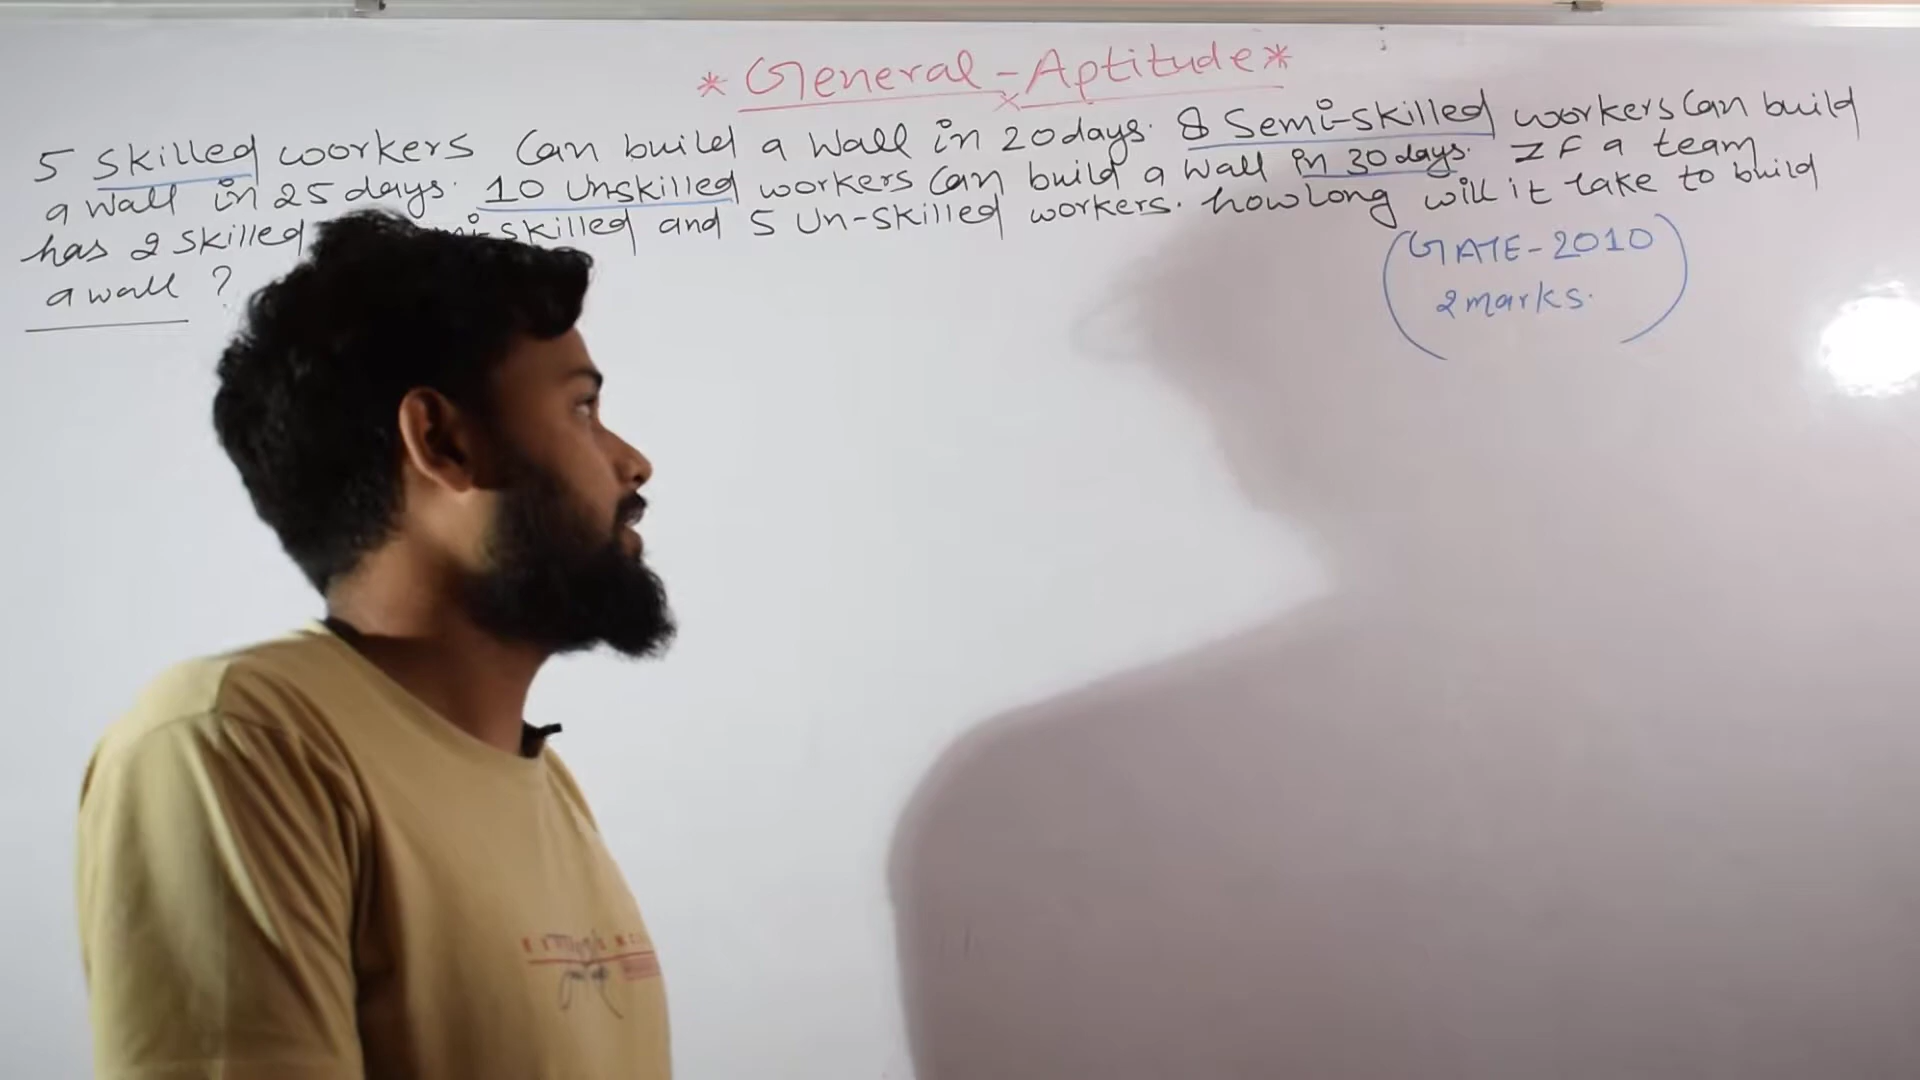 * General - Aptitude *
5 skilled workers can build a wall in 20 days. 8 Semi-skilled workers can build
a wall in 25 days. 10 Unskilled workers can build a wall in 30 days. If a team
has 2 skilled -skilled and 5 Un-skilled workers. how long will it take to build
a wall ?
(GATE-2010
2 marks.)